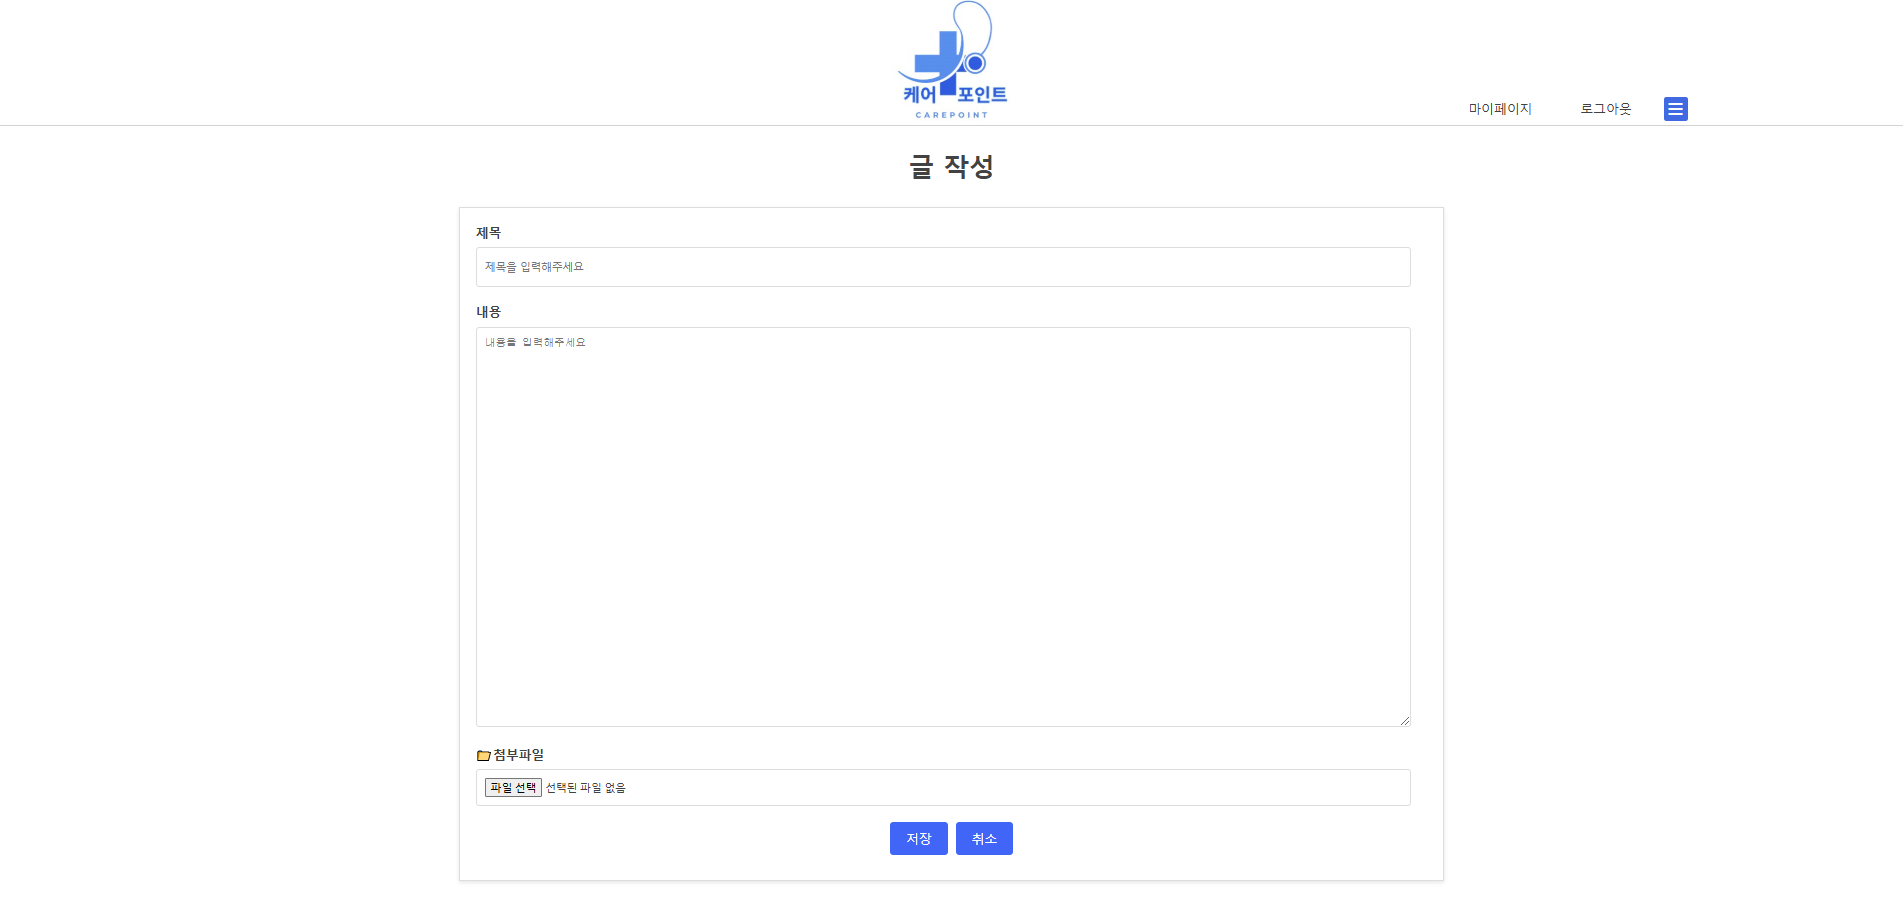 케어 포인트
CAREPOINT
마이페이지 로그아웃
글 작성
제목
제목을 입력해주세요
내용
내용을 입력해주세요
첨부파일
파일 선택 선택된 파일 없음
저장 취소